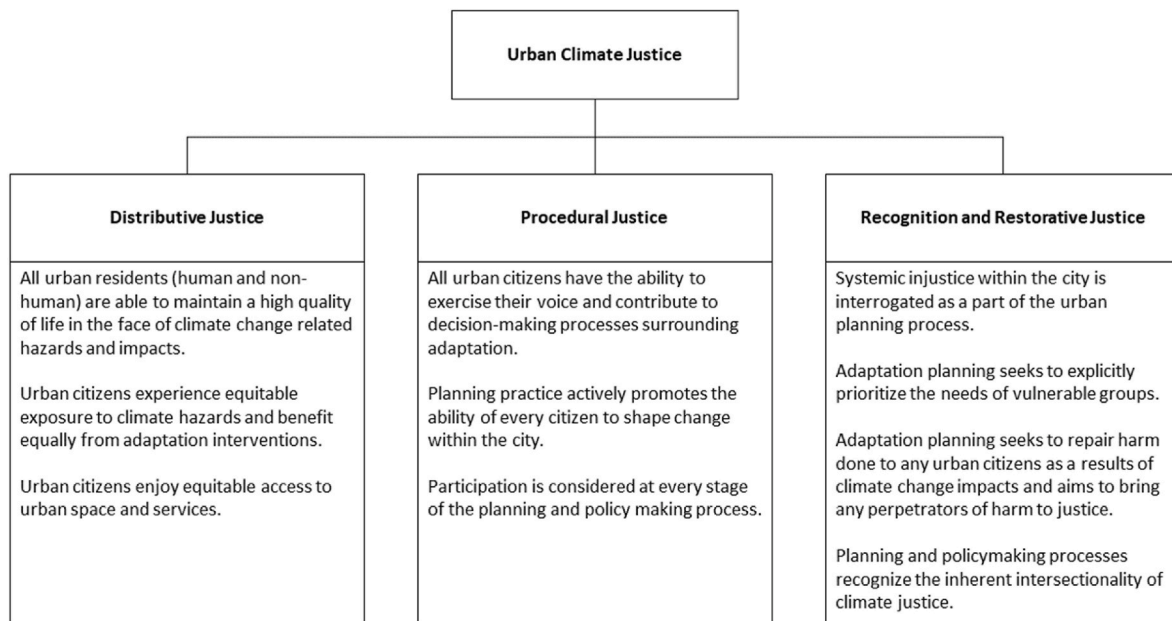 Urban Climate Justice
Distributive Justice
All urban residents (human and non-
human) are able to maintain a high quality
of life in the face of climate change related
hazards and impacts.
Urban citizens experience equitable
exposure to climate hazards and benefit
equally from adaptation interventions.
Urban citizens enjoy equitable access to
urban space and services.
Procedural Justice
All urban citizens have the ability to
exercise their voice and contribute to
decision-making processes surrounding
adaptation.
Planning practice actively promotes the
ability of every citizen to shape change
within the city.
Participation is considered at every stage
of the planning and policy making process.
Recognition and Restorative Justice
Systemic injustice within the city is
interrogated as a part of the urban
planning process.
Adaptation planning seeks to explicitly
prioritize the needs of vulnerable groups.
Adaptation planning seeks to repair harm
done to any urban citizens as a results of
climate change impacts and aims to bring
any perpetrators of harm to justice.
Planning and policymaking processes
recognize the inherent intersectionality of
climate justice.